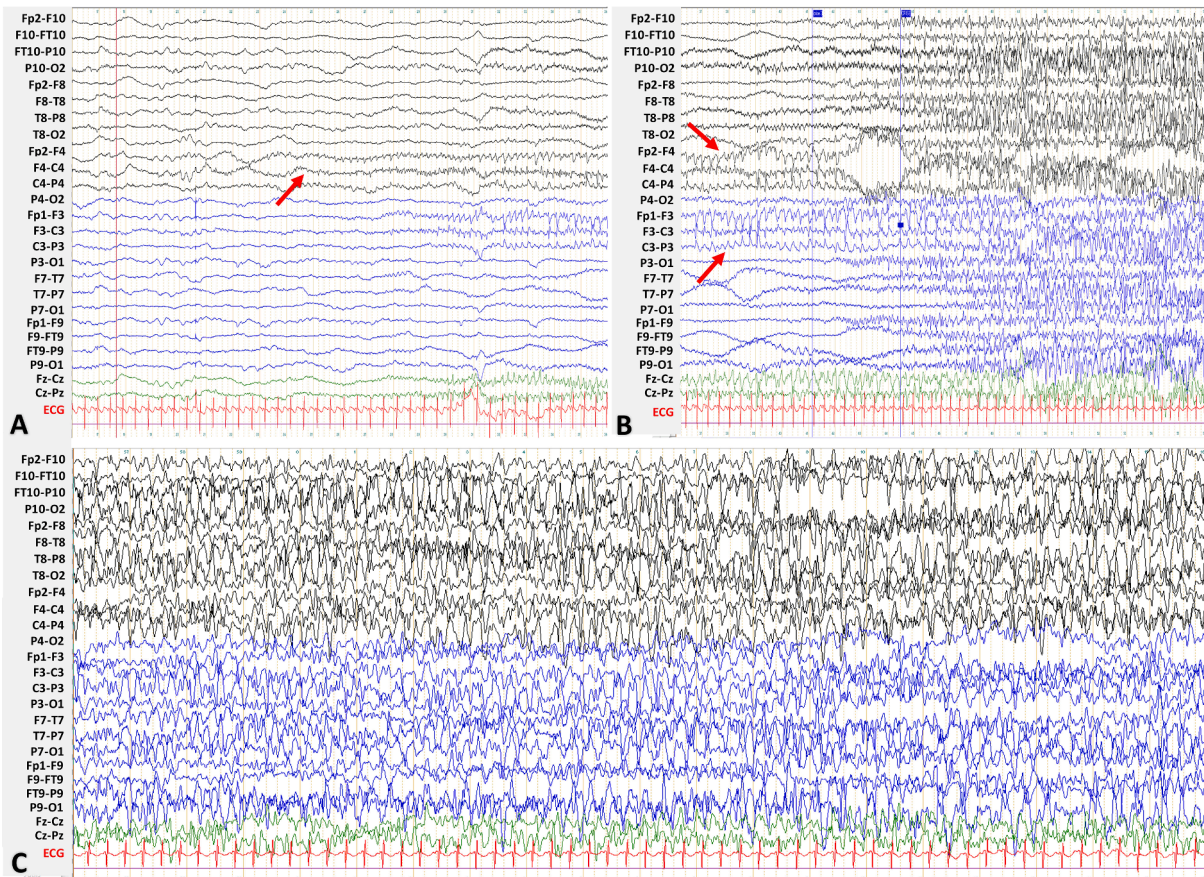 Fp2-F10
F10-FT10
FT10-P10
P10-O2
Fp2-F8
F8-T8
T8-P8
T8-O2
Fp2-F4
F4-C4
C4-P4
P4-O2
Fp1-F3
F3-C3
C3-P3
P3-O1
F7-T7
T7-P7
P7-O1
Fp1-F9
F9-FT9
FT9-P9
P9-O1
Fz-Cz
Cz-Pz
ECG
A
Fp2-F10
F10-FT10
FT10-P10
P10-O2
Fp2-F8
F8-T8
T8-P8
T8-O2
Fp2-F4
F4-C4
C4-P4
P4-O2
Fp1-F3
F3-C3
C3-P3
P3-O1
F7-T7
T7-P7
P7-O1
Fp1-F9
F9-FT9
FT9-P9
P9-O1
Fz-Cz
Cz-Pz
ECG
B
Fp2-F10
F10-FT10
FT10-P10
P10-O2
Fp2-F8
F8-T8
T8-P8
T8-O2
Fp2-F4
F4-C4
C4-P4
P4-O2
Fp1-F3
F3-C3
C3-P3
P3-O1
F7-T7
T7-P7
P7-O1
Fp1-F9
F9-FT9
FT9-P9
P9-O1
Fz-Cz
Cz-Pz
ECG
C